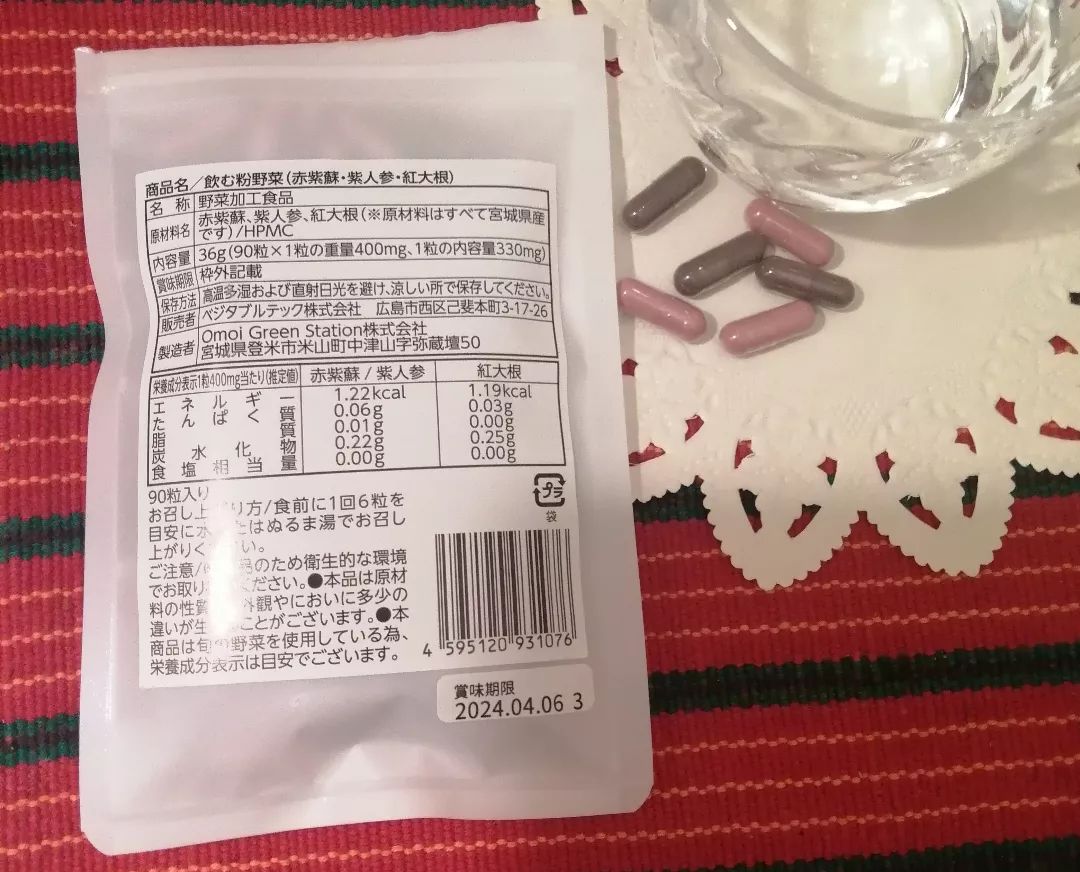 商品名/飲む粉野菜(赤紫蘇・紫人参・紅大根)
名 称 野菜加工食品
原材料名 赤紫蘇、紫人参、紅大根(※原材料はすべて宮城県産
です)/HPMC
内容量 36g(90粒×1粒の重量400mg、1粒の内容量330mg)
賞味期限 枠外記載
保存方法 高温多湿および直射日光を避け、涼しい所で保存してください。
販売者 ベジタブルテック株式会社 広島市西区己斐本町3-17-26
製造者 Omoi Green Station株式会社
宮城県登米市米山町中津山字弥蔵壇50
栄養成分表示1粒400mg当たり(推定値) 赤紫蘇/紫人参 紅大根
エネルギー 1.22kcal 1.19kcal
たんぱく質 0.06g 0.03g
脂質 0.01g 0.00g
炭水化物 0.22g 0.25g
食塩相当量 0.00g 0.00g
90粒入り
お召し上 り方/食前に1回6粒を
目安に水 たはぬるま湯でお召し
上がりく い。
ご注意/ 品のため衛生的な環境
でお取り ください。●本品は原材
料の性質 外観やにおいに多少の
違いが生 ことがございます。●本
商品は旬の野菜を使用している為、
栄養成分表示は目安でございます。
プラ
袋
4 595120 931076
賞味期限
2024.04.06 3